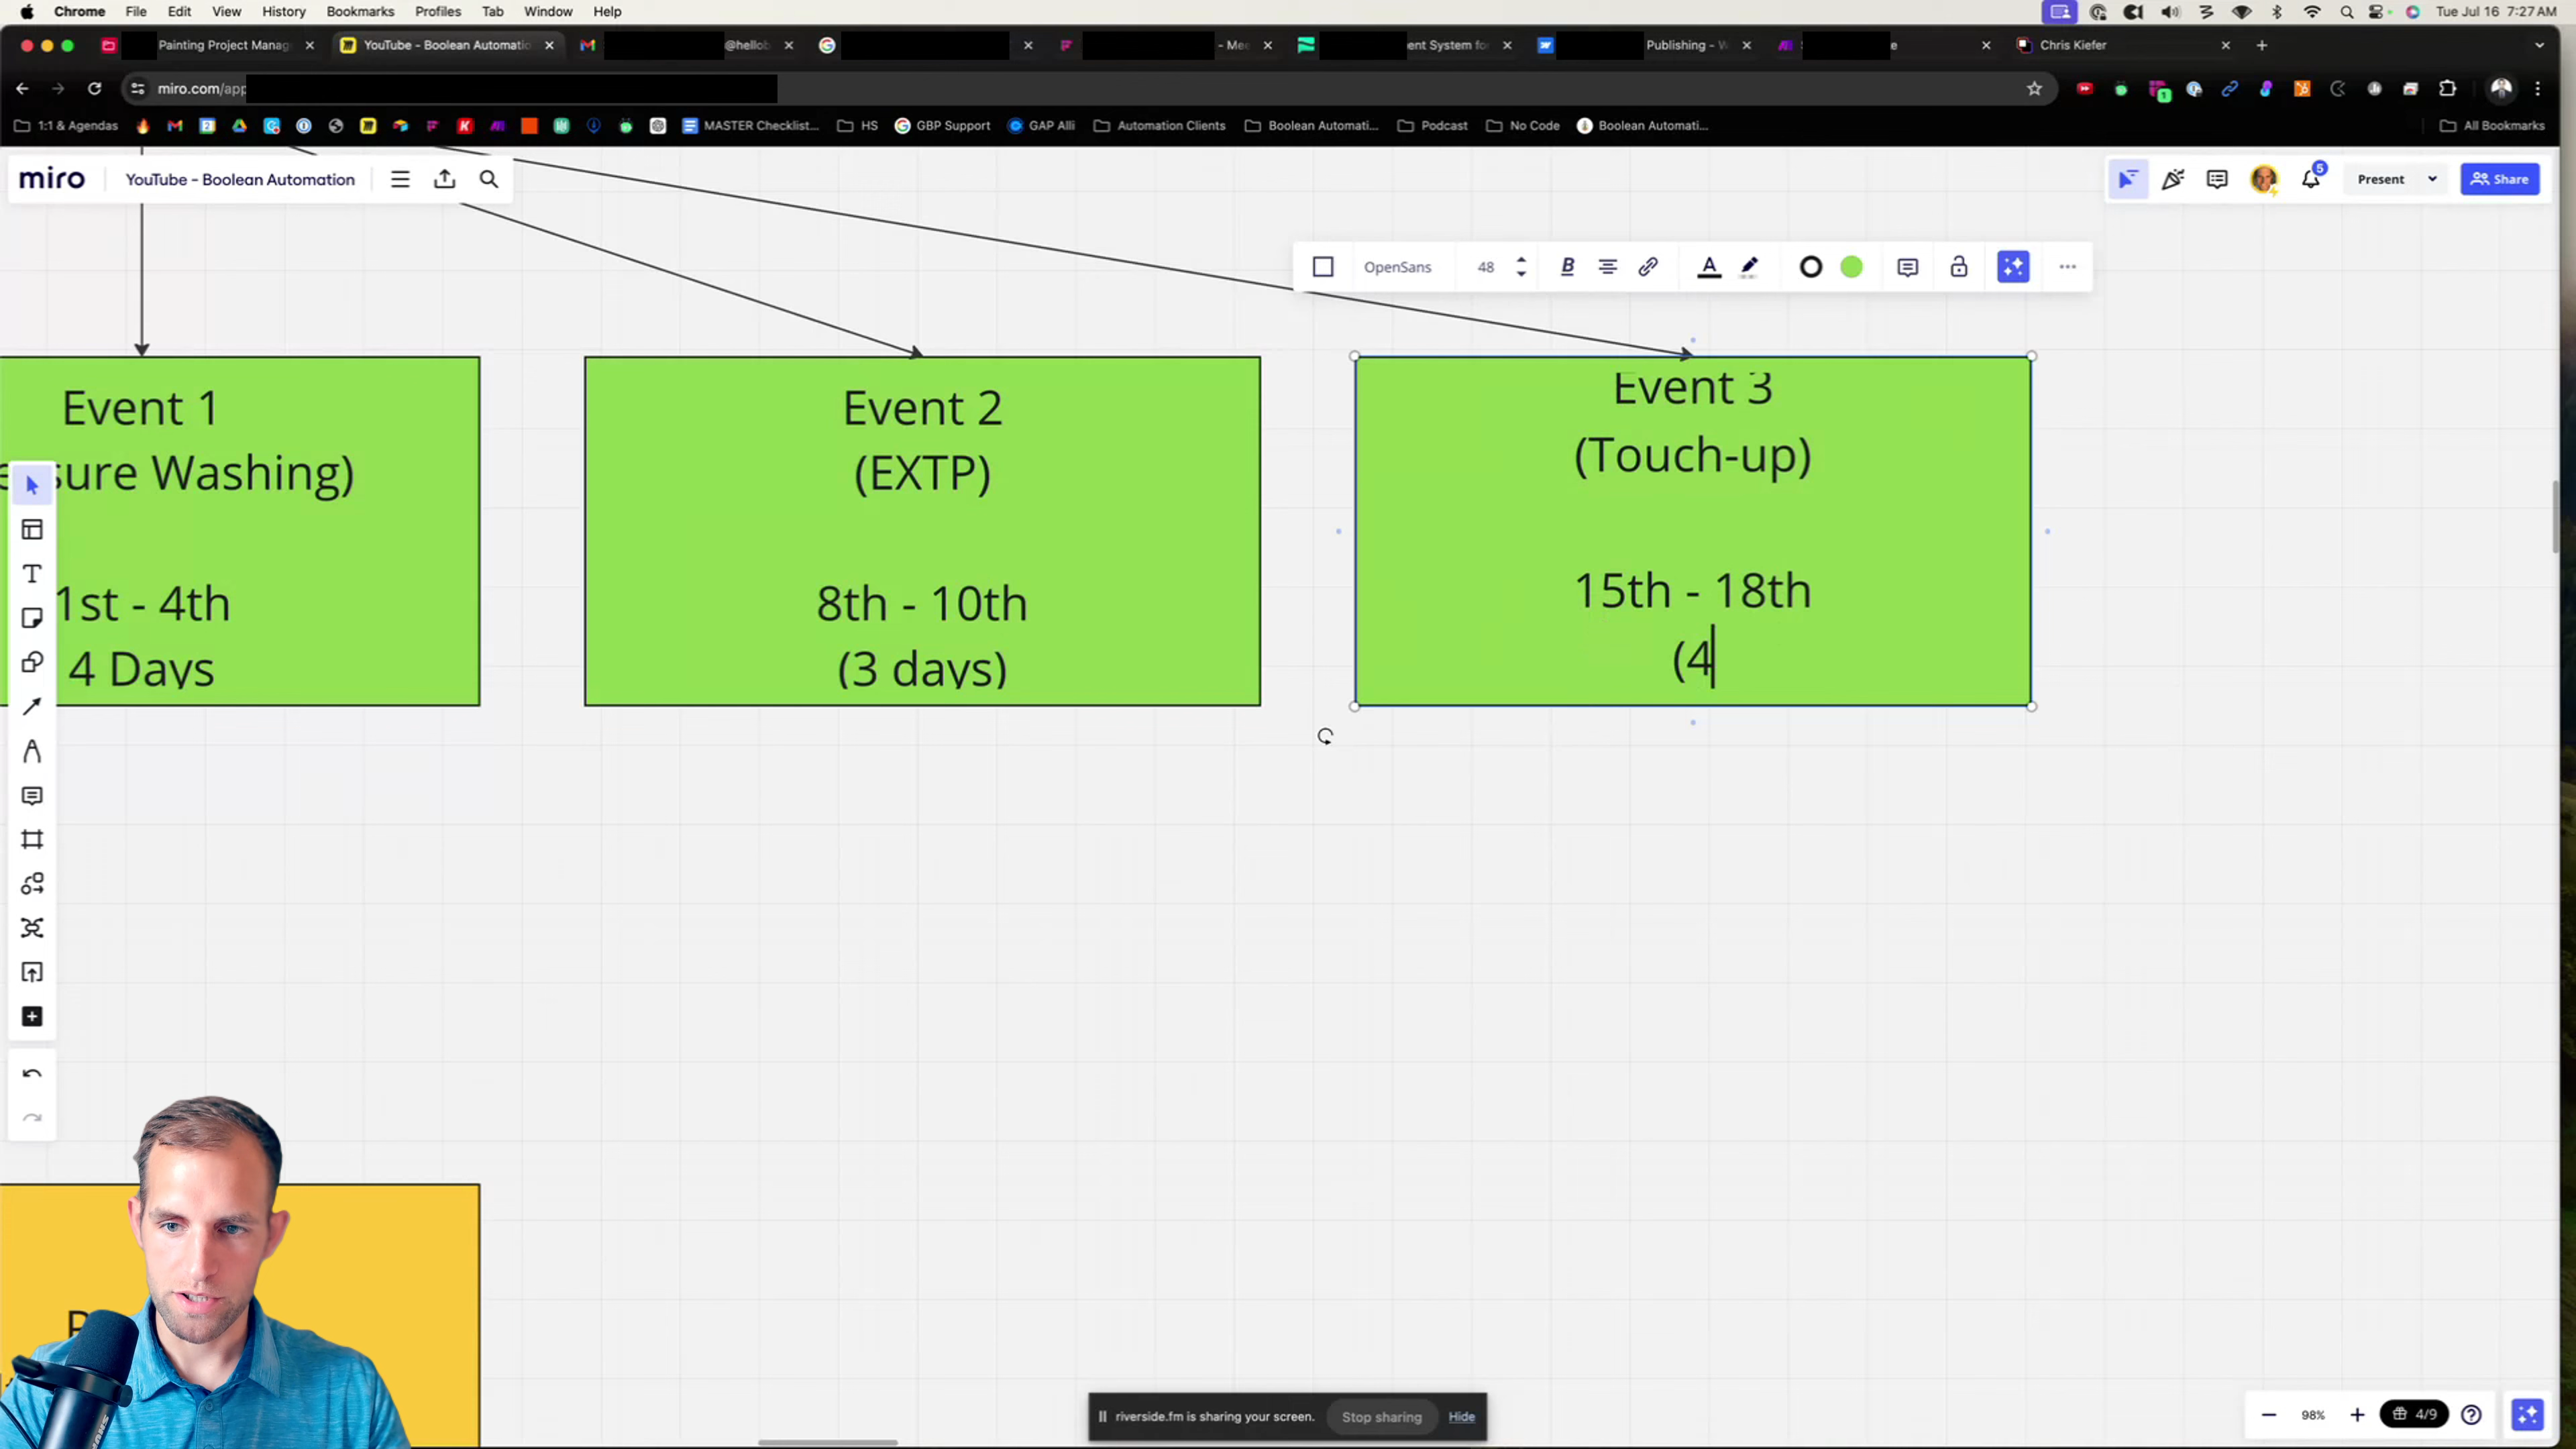 Chrome File Edit View History Bookmarks Profiles Tab Window Help Tue Jul 16 7:27 AM
Painting Project Manag YouTube - Boolean Automatio @hellob - Mee ent System fo Publishing - W e Chris Kiefer
miro.com/app
1:1 & Agendas MASTER Checklist... HS GBP Support GAP Alli Automation Clients Boolean Automati... Podcast No Code Boolean Automati... All Bookmarks
miro YouTube - Boolean Automation 5 Present Share
OpenSans 48 B A
Event 1
sure Washing)
1st - 4th
4 Days
Event 2
(EXTP)
8th - 10th
(3 days)
Event 3
(Touch-up)
15th - 18th
(4
riverside.fm is sharing your screen. Stop sharing Hide
98% 4/9